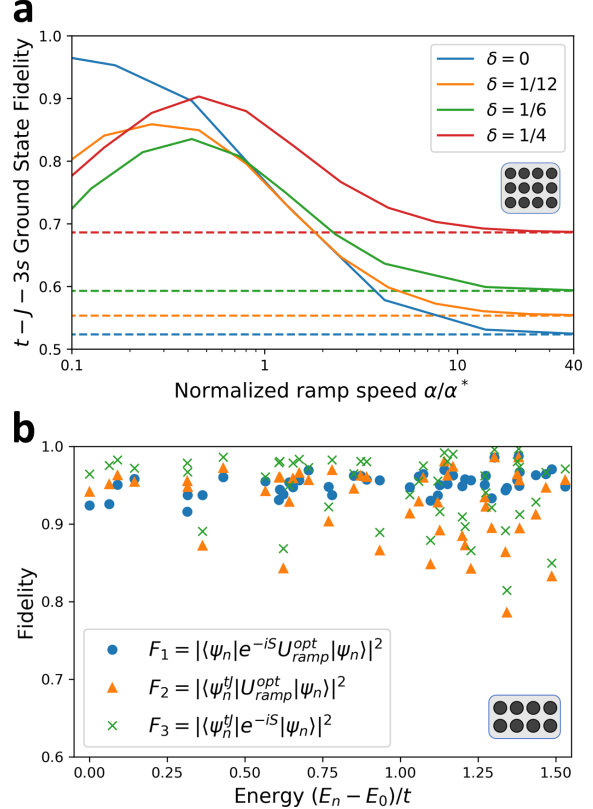 a
t − J − 3s Ground State Fidelity
1.0
0.9
0.8
0.7
0.6
0.5
δ = 0
δ = 1/12
δ = 1/6
δ = 1/4
0.1 1 10 40
Normalized ramp speed α/α*
b
Fidelity
1.0
0.9
0.8
0.7
0.6
F₁ = |⟨ψₙ|e^{−iS}U^{opt}_{ramp}|ψₙ⟩|²
F₂ = |⟨ψₙ^{tJ}|U^{opt}_{ramp}|ψₙ⟩|²
F₃ = |⟨ψₙ^{tJ}|e^{−iS}|ψₙ⟩|²
0.00 0.25 0.50 0.75 1.00 1.25 1.50
Energy (Eₙ − E₀)/t